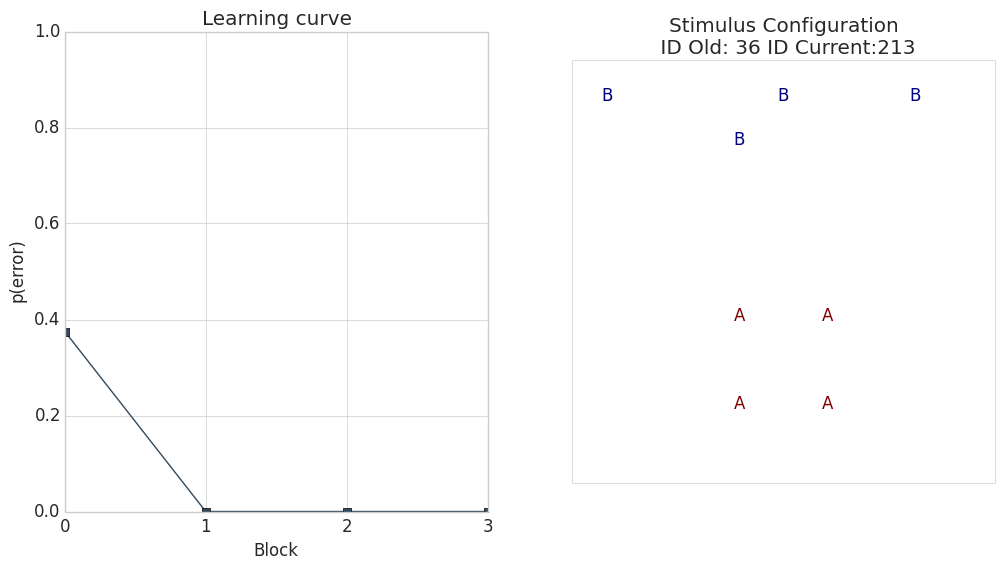 Learning curve
1.0
0.8
0.6
0.4
0.2
0.0
p(error)
0 1 2 3
Block
Stimulus Configuration
ID Old: 36 ID Current:213
B B B
B
A A
A A